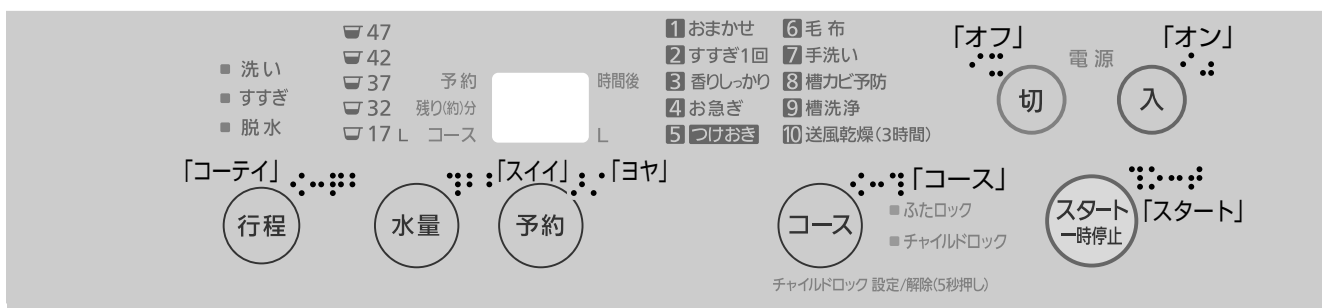 洗い
すすぎ
脱水
47
42
37
32
17 L
予約
残り(約)分
コース
時間後
L
1 おまかせ
2 すすぎ1回
3 香りしっかり
4 お急ぎ
5 つけおき
6 毛布
7 手洗い
8 槽カビ予防
9 槽洗浄
10 送風乾燥(3時間)
「オフ」
⠊⠭
切
電源
「オン」
⠊⠴
入
「コーテイ」
⠪⠒⠟⠃
行程
⠹⠃⠃
「スイイ」
水量
⠜⠄
「ヨヤ」
予約
⠪⠒⠹
「コース」
コース
ふたロック
チャイルドロック
チャイルドロック 設定/解除(5秒押し)
⠹⠕⠒⠞
「スタート」
スタート
一時停止